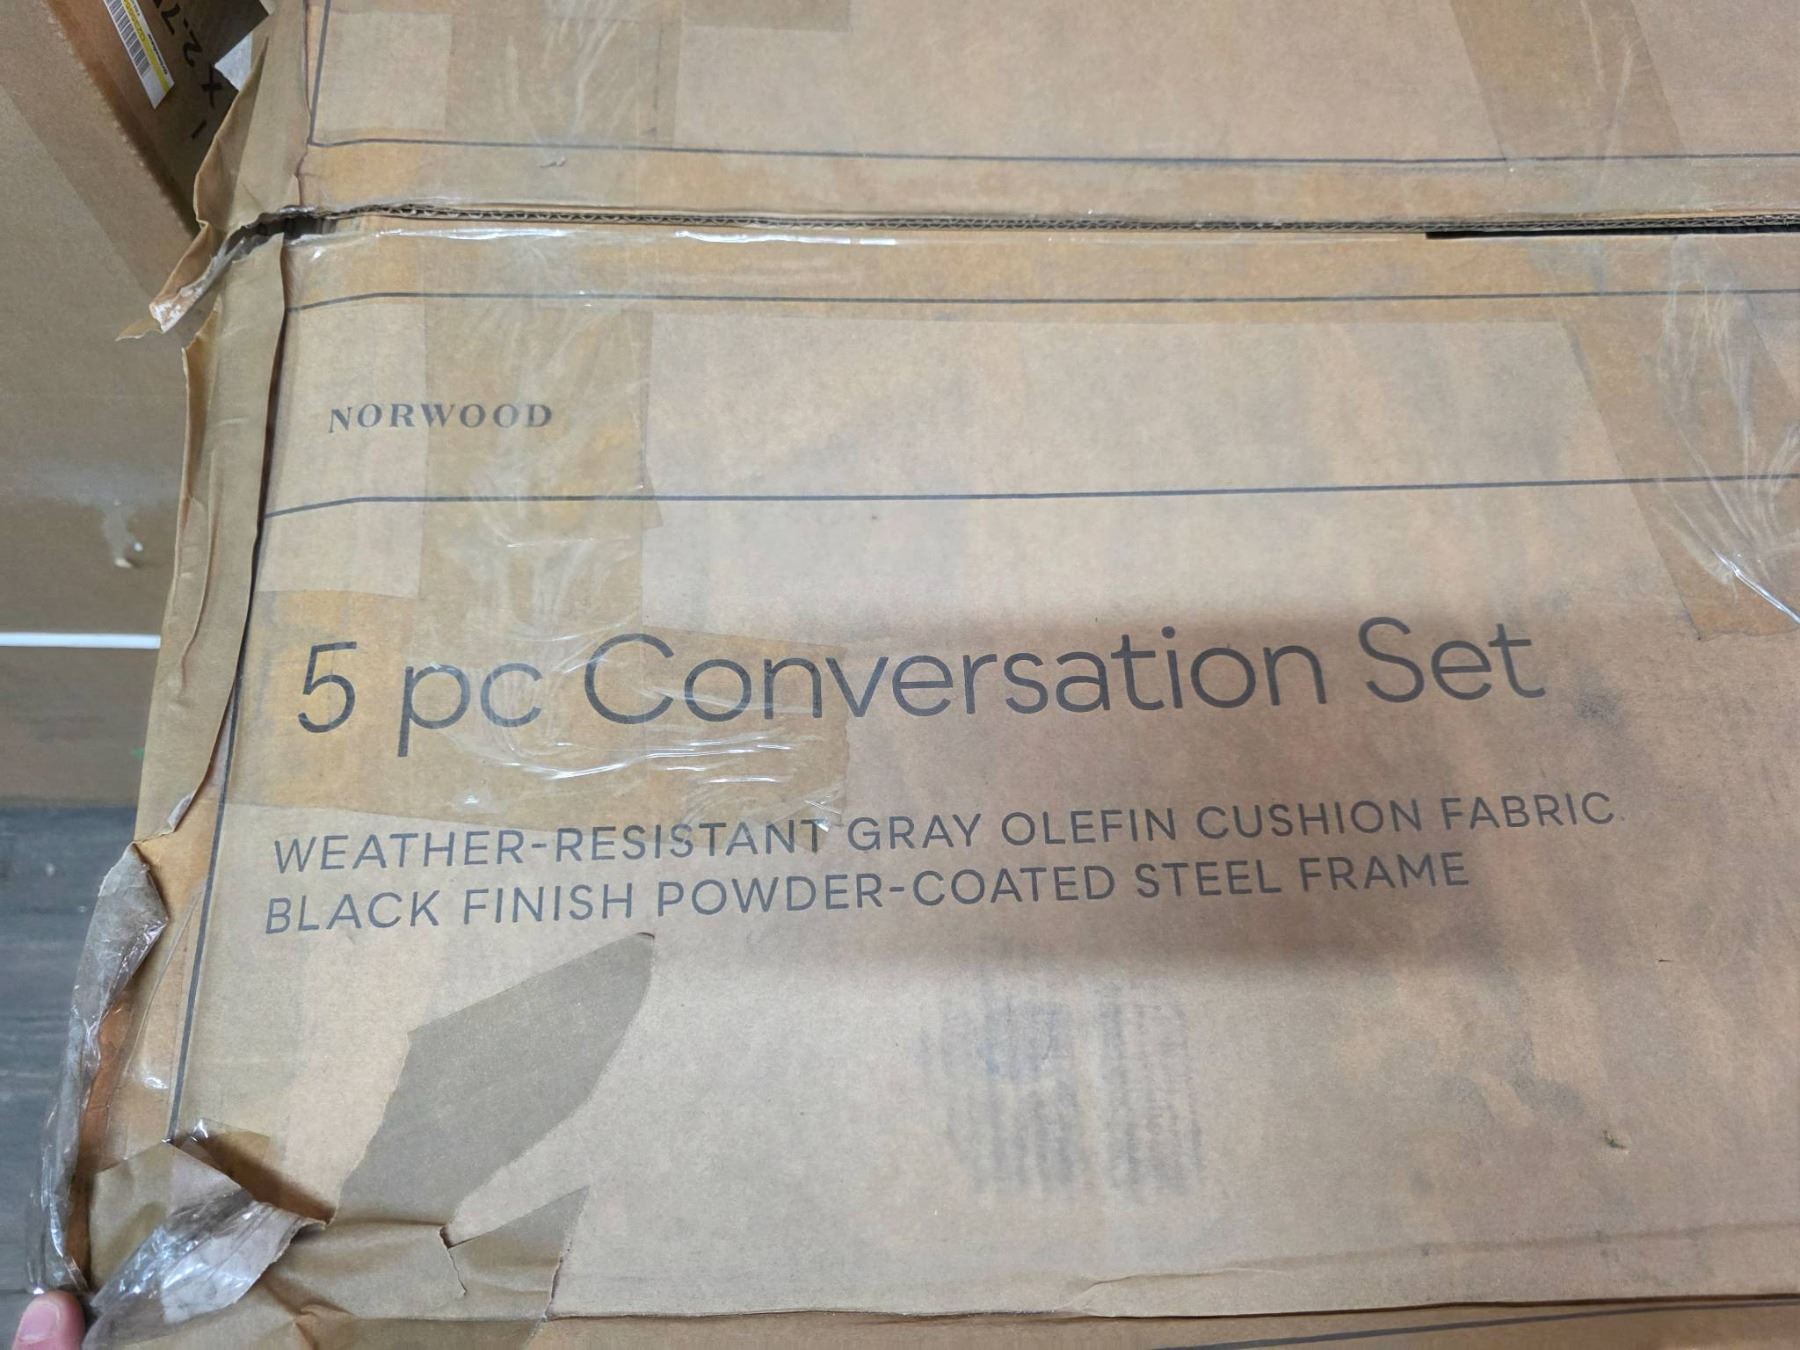 NORWOOD
5 pc Conversation Set
WEATHER-RESISTANT GRAY OLEFIN CUSHION FABRIC
BLACK FINISH POWDER-COATED STEEL FRAME